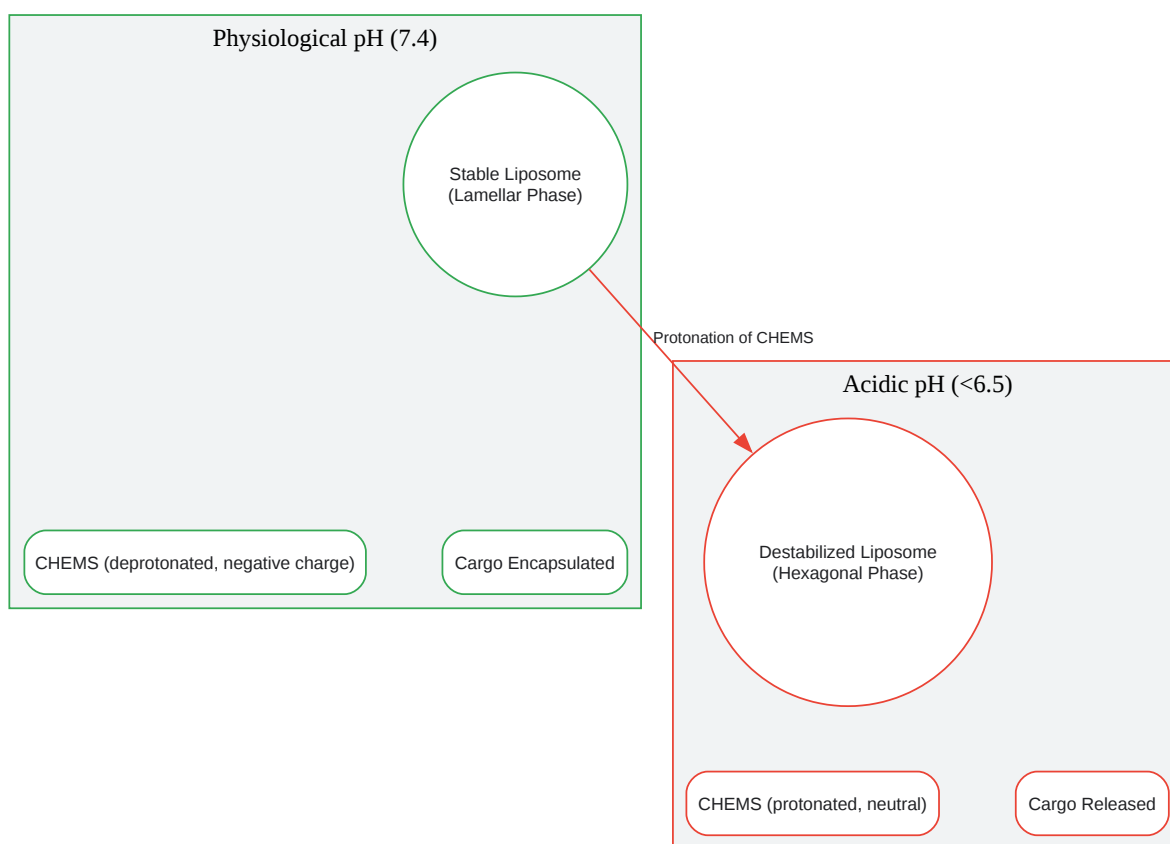 Physiological pH (7.4)
Stable Liposome
(Lamellar Phase)
Protonation of CHEMS
Acidic pH (<6.5)
Destabilized Liposome
(Hexagonal Phase)
CHEMS (deprotonated, negative charge)
Cargo Encapsulated
CHEMS (protonated, neutral)
Cargo Released